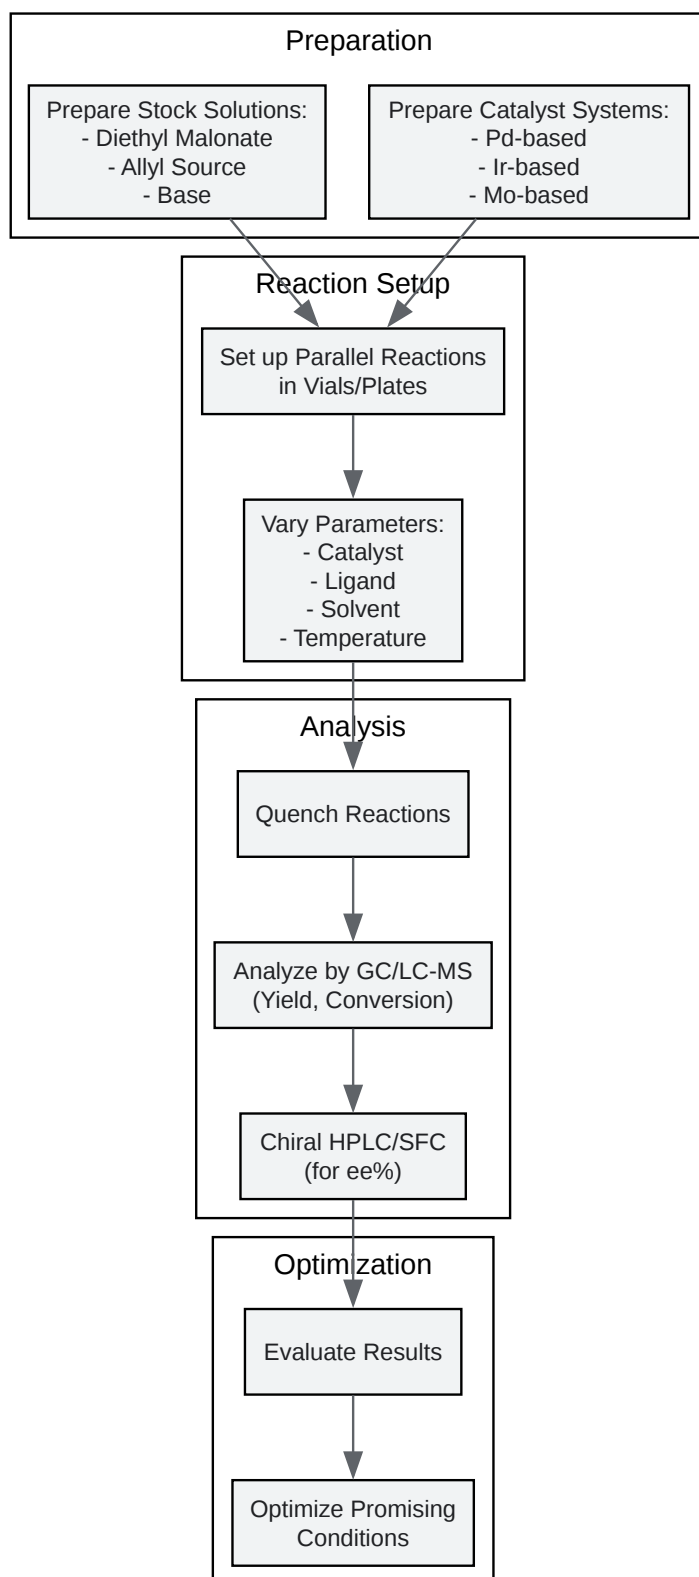 Preparation
Prepare Stock Solutions:
- Diethyl Malonate
- Allyl Source
- Base
Prepare Catalyst Systems:
- Pd-based
- Ir-based
- Mo-based
Reaction Setup
Set up Parallel Reactions
in Vials/Plates
Vary Parameters:
- Catalyst
- Ligand
- Solvent
- Temperature
Analysis
Quench Reactions
Analyze by GC/LC-MS
(Yield, Conversion)
Chiral HPLC/SFC
(for ee%)
Optimization
Evaluate Results
Optimize Promising
Conditions